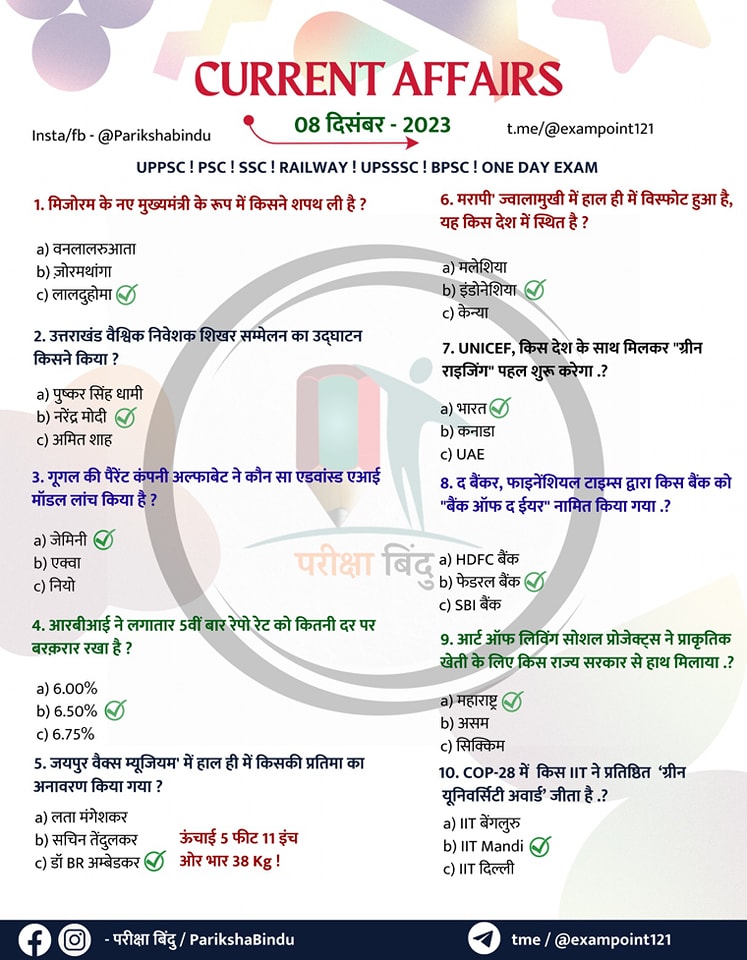 CURRENT AFFAIRS
Insta/fb - @Parikshabindu
08 दिसंबर - 2023
t.me/@exampoint121
UPPSC ! PSC ! SSC ! RAILWAY ! UPSSSC ! BPSC ! ONE DAY EXAM
1. मिजोरम के नए मुख्यमंत्री के रूप में किसने शपथ ली है ?
a) वनलालरुआता
b) ज़ोरमथांगा
c) लालदुहोमा
2. उत्तराखंड वैश्विक निवेशक शिखर सम्मेलन का उद्घाटन
किसने किया ?
a) पुष्कर सिंह धामी
b) नरेंद्र मोदी
c) अमित शाह
3. गूगल की पैरेंट कंपनी अल्फाबेट ने कौन सा एडवांस्ड एआई
मॉडल लांच किया है ?
a) जेमिनी
b) एक्वा
c) नियो
4. आरबीआई ने लगातार 5वीं बार रेपो रेट को कितनी दर पर
बरक़रार रखा है ?
a) 6.00%
b) 6.50%
c) 6.75%
5. जयपुर वैक्स म्यूजियम' में हाल ही में किसकी प्रतिमा का
अनावरण किया गया ?
a) लता मंगेशकर
b) सचिन तेंदुलकर
c) डॉ BR अम्बेडकर
ऊंचाई 5 फीट 11 इंच
ओर भार 38 Kg !
6. मरापी' ज्वालामुखी में हाल ही में विस्फोट हुआ है,
यह किस देश में स्थित है ?
a) मलेशिया
b) इंडोनेशिया
c) केन्या
7. UNICEF, किस देश के साथ मिलकर "ग्रीन
राइजिंग" पहल शुरू करेगा .?
a) भारत
b) कनाडा
c) UAE
8. द बैंकर, फाइनेंशियल टाइम्स द्वारा किस बैंक को
"बैंक ऑफ द ईयर" नामित किया गया .?
a) HDFC बैंक
b) फेडरल बैंक
c) SBI बैंक
9. आर्ट ऑफ लिविंग सोशल प्रोजेक्ट्स ने प्राकृतिक
खेती के लिए किस राज्य सरकार से हाथ मिलाया .?
a) महाराष्ट्र
b) असम
c) सिक्किम
10. COP-28 में किस IIT ने प्रतिष्ठित ‘ग्रीन
यूनिवर्सिटी अवार्ड’ जीता है .?
a) IIT बेंगलुरु
b) IIT Mandi
c) IIT दिल्ली
परीक्षा बिंदु
- परीक्षा बिंदु / ParikshaBindu
tme / @exampoint121